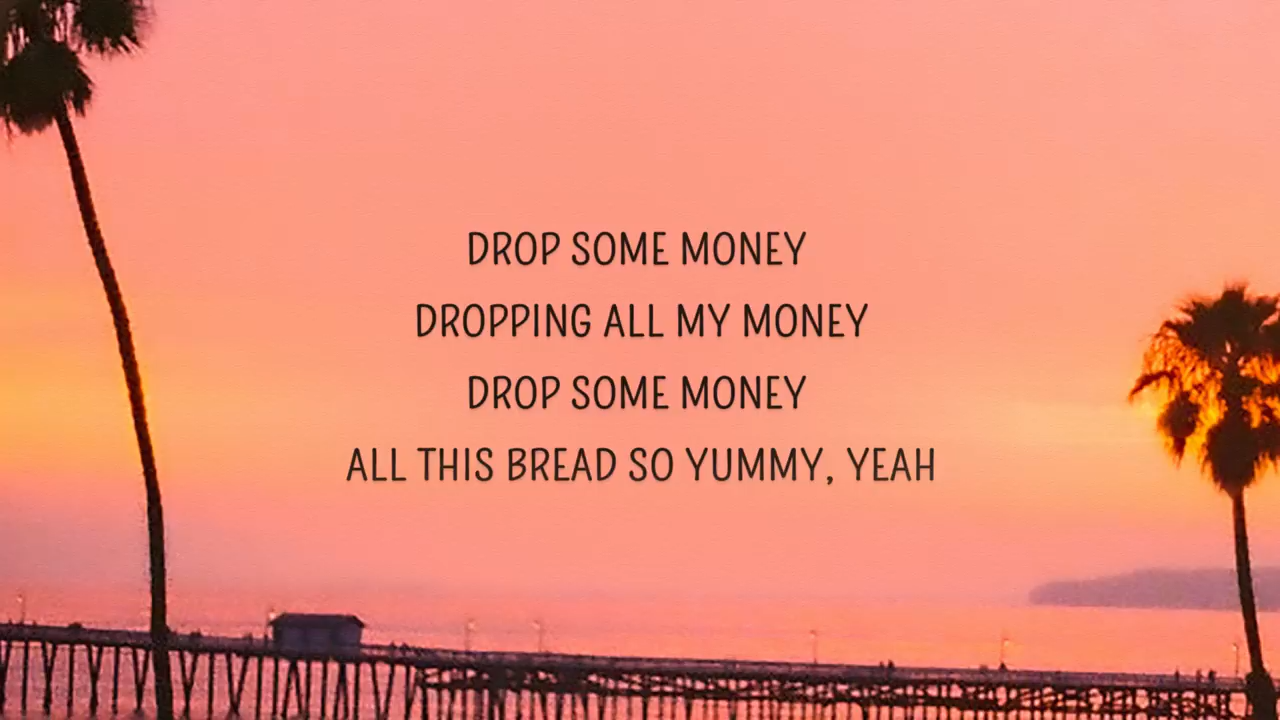 DROP SOME MONEY
DROPPING ALL MY MONEY
DROP SOME MONEY
ALL THIS BREAD SO YUMMY, YEAH